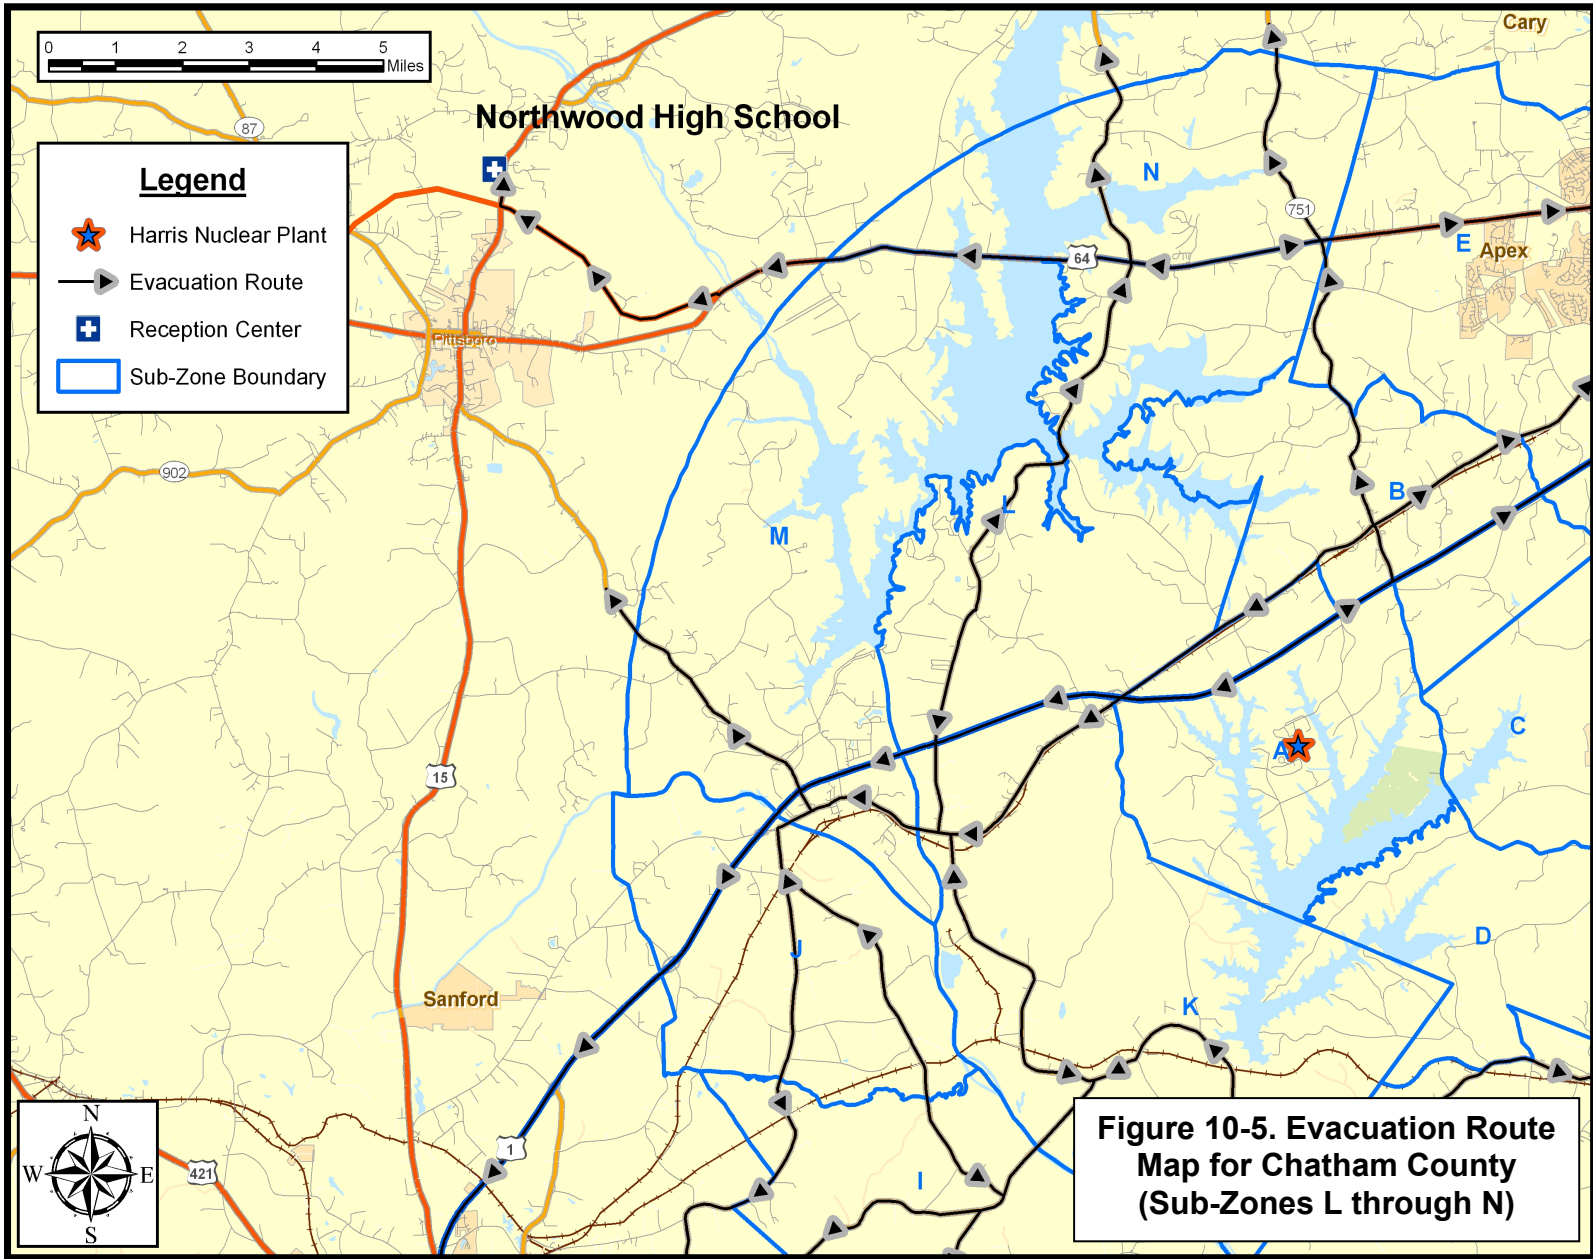 0 1 2 3 4 5
Miles
Cary
Northwood High School
87
Legend
Harris Nuclear Plant
Evacuation Route
Reception Center
Sub-Zone Boundary
N
751
E
Apex
64
Pittsboro
902
B
L
M
15
A
C
J
D
Sanford
K
N
W E
S
421
1
I
Figure 10-5. Evacuation Route
Map for Chatham County
(Sub-Zones L through N)